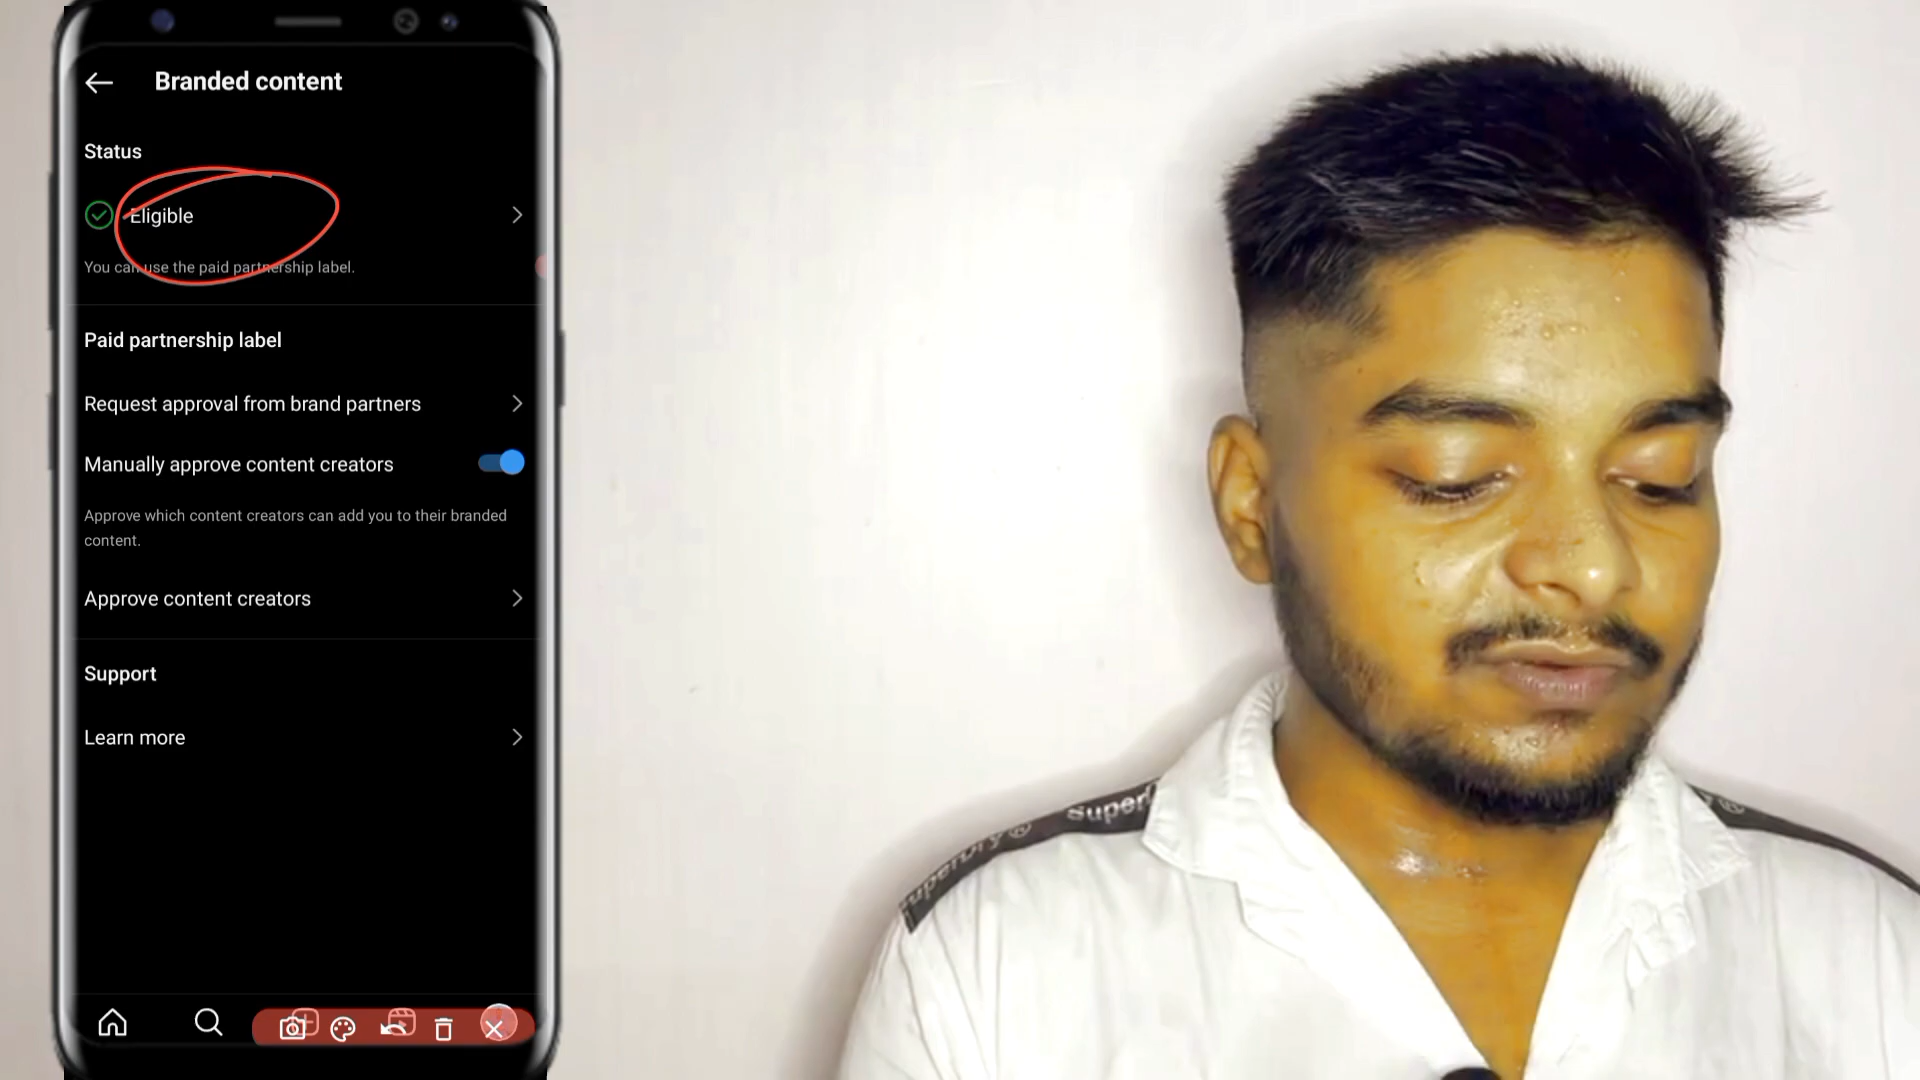 Branded content
Status
Eligible
You can use the paid partnership label.
Paid partnership label
Request approval from brand partners
Manually approve content creators
Approve which content creators can add you to their branded
content.
Approve content creators
Support
Learn more
Superdry®
Super